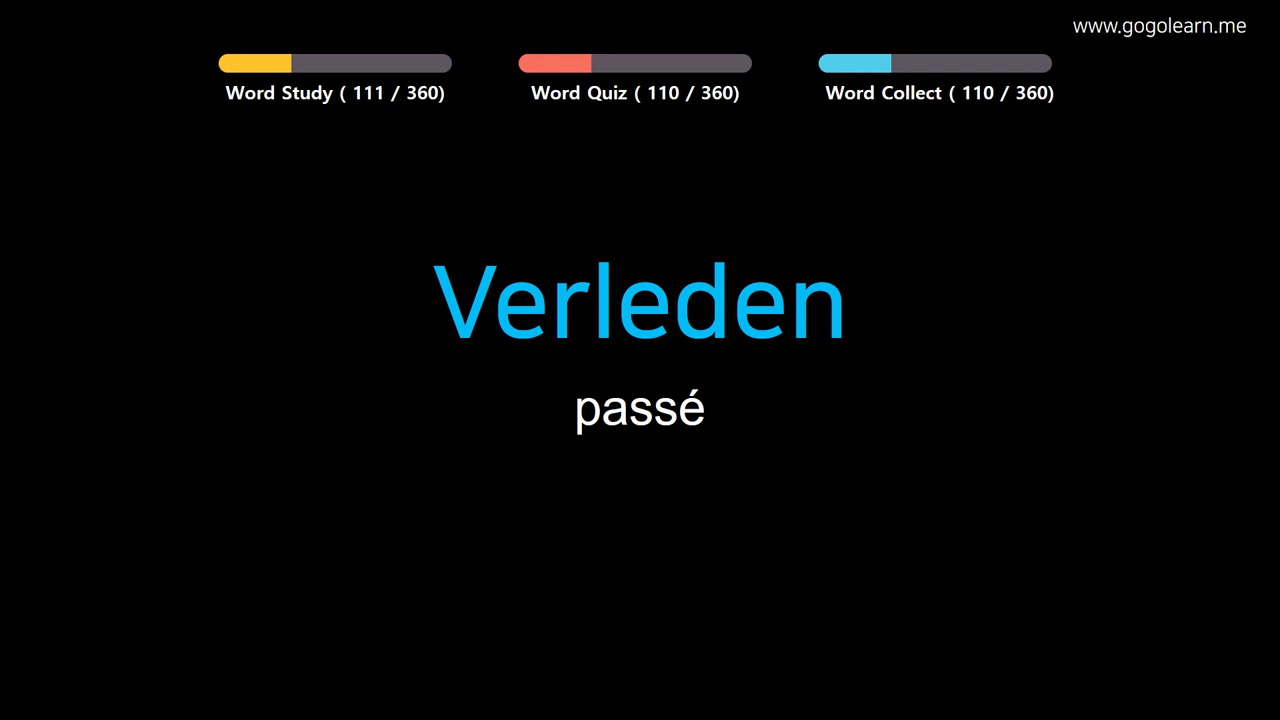 www.gogolearn.me
Word Study ( 111 / 360)
Word Quiz ( 110 / 360)
Word Collect ( 110 / 360)
Verleden
passé